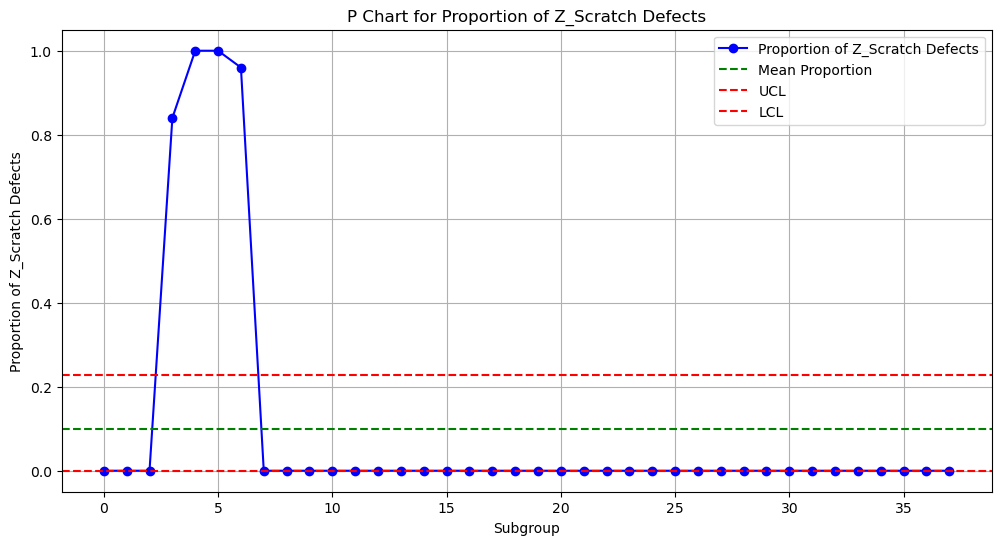 P Chart for Proportion of Z_Scratch Defects
Proportion of Z_Scratch Defects
Mean Proportion
UCL
LCL
Proportion of Z_Scratch Defects
1.0
0.8
0.6
0.4
0.2
0.0
0 5 10 15 20 25 30 35
Subgroup